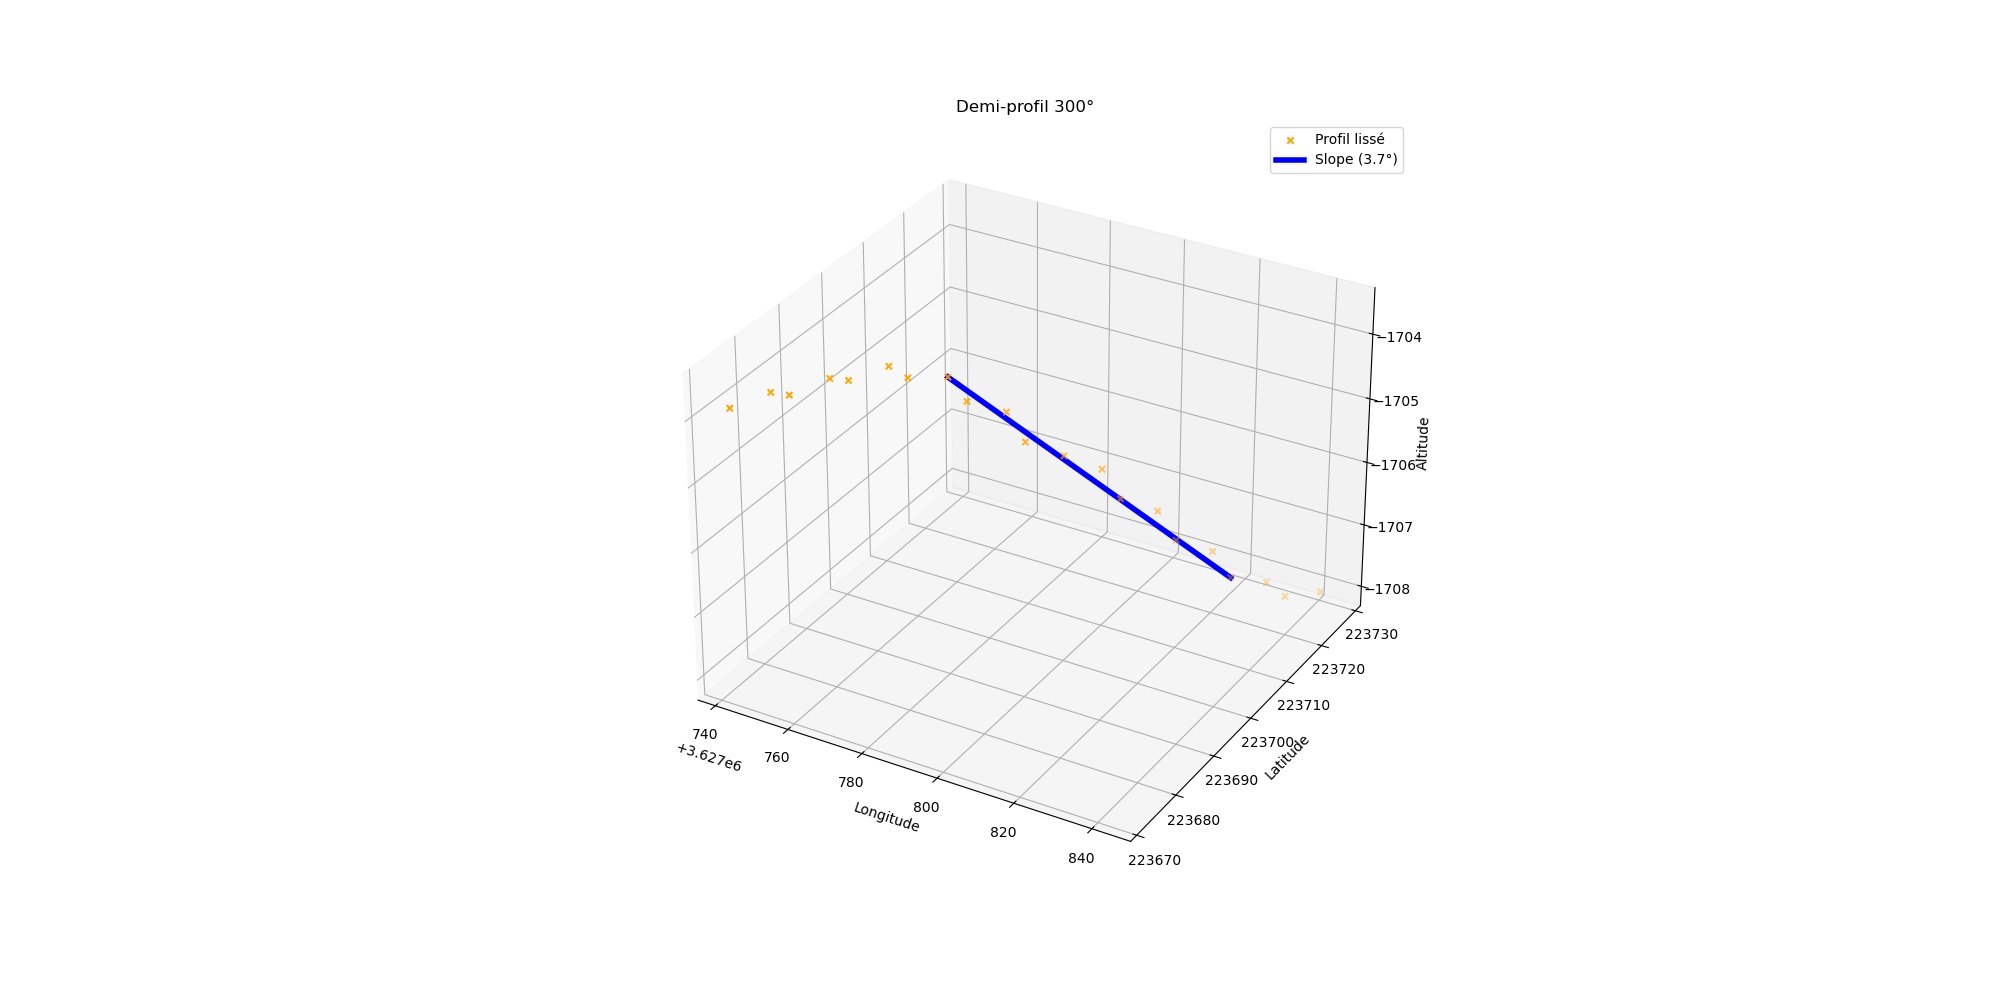 Demi-profil 300°
Profil lissé
Slope (3.7°)
−1704
−1705
−1706
−1707
−1708
Altitude
223730
223720
223710
223700
223690
223680
223670
Latitude
740
760
780
800
820
840
+3.627e6
Longitude